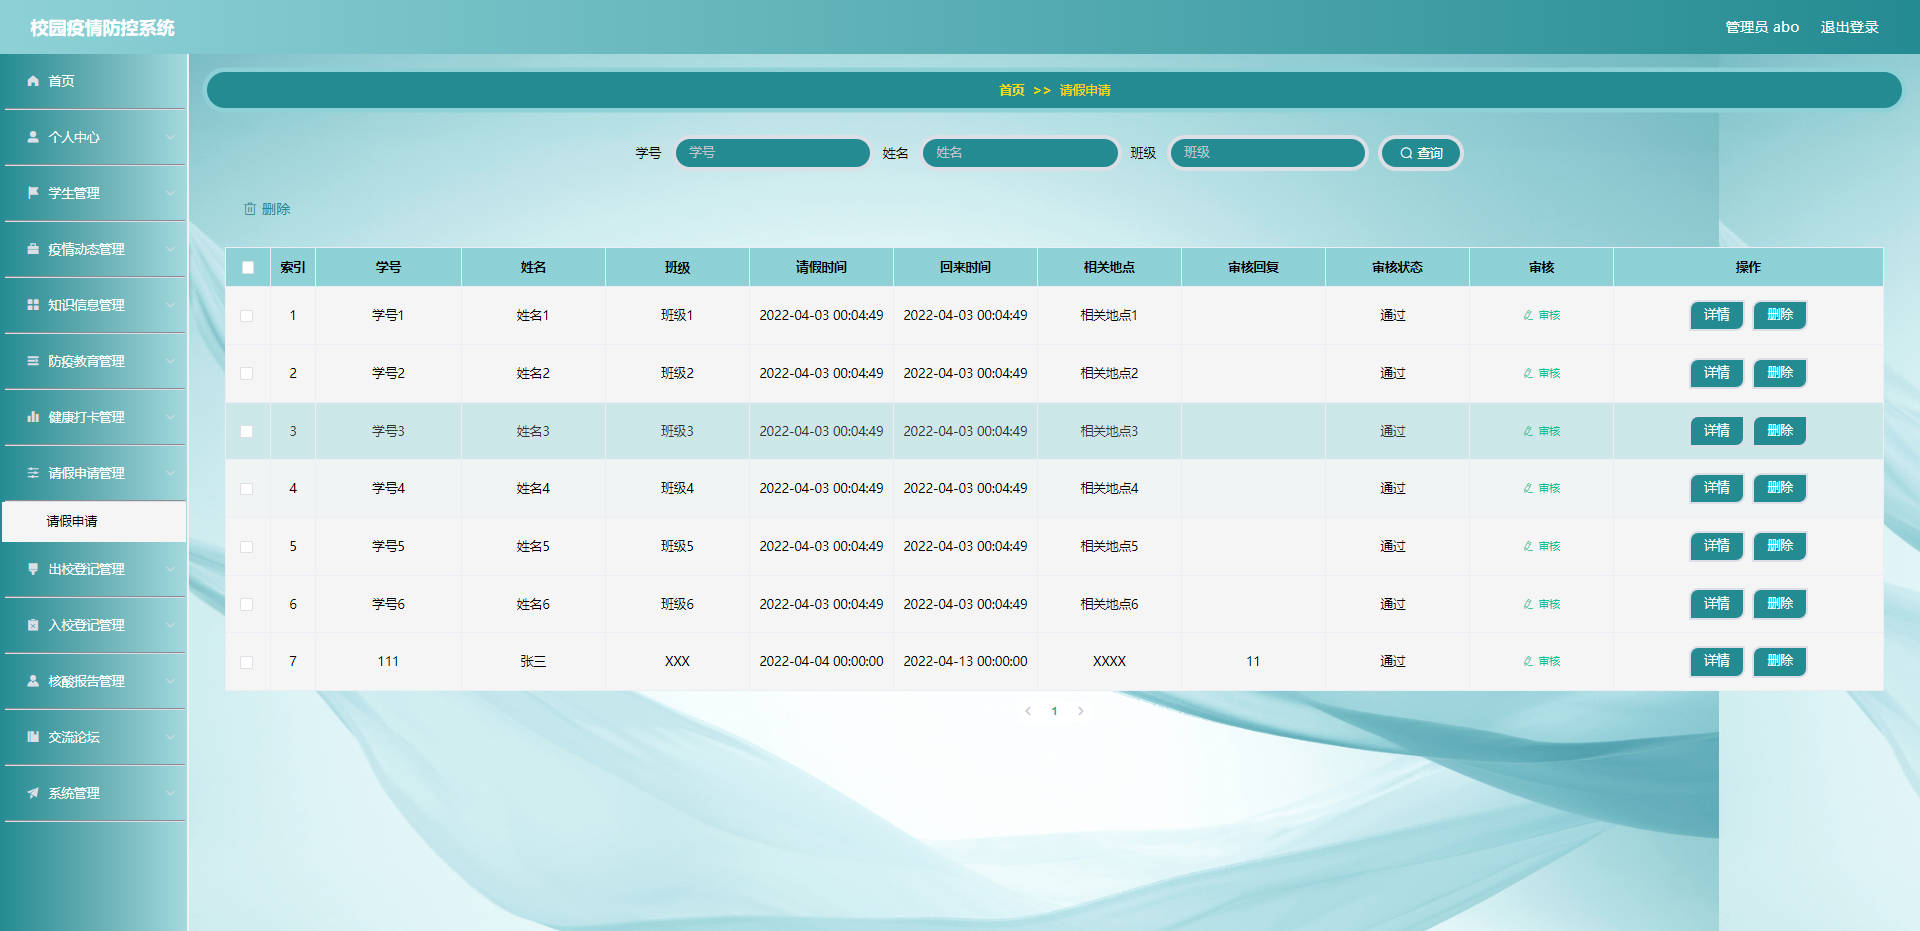 校园疫情防控系统
管理员 abo 退出登录
首页
个人中心
学生管理
疫情动态管理
知识信息管理
防疫教育管理
健康打卡管理
请假申请管理
请假申请
出校登记管理
入校登记管理
核酸报告管理
交流论坛
系统管理
首页 >> 请假申请
学号 学号 姓名 姓名 班级 班级 查询
删除
索引 学号 姓名 班级 请假时间 回来时间 相关地点 审核回复 审核状态 审核 操作
1 学号1 姓名1 班级1 2022-04-03 00:04:49 2022-04-03 00:04:49 相关地点1 通过 审核 详情 删除
2 学号2 姓名2 班级2 2022-04-03 00:04:49 2022-04-03 00:04:49 相关地点2 通过 审核 详情 删除
3 学号3 姓名3 班级3 2022-04-03 00:04:49 2022-04-03 00:04:49 相关地点3 通过 审核 详情 删除
4 学号4 姓名4 班级4 2022-04-03 00:04:49 2022-04-03 00:04:49 相关地点4 通过 审核 详情 删除
5 学号5 姓名5 班级5 2022-04-03 00:04:49 2022-04-03 00:04:49 相关地点5 通过 审核 详情 删除
6 学号6 姓名6 班级6 2022-04-03 00:04:49 2022-04-03 00:04:49 相关地点6 通过 审核 详情 删除
7 111 张三 XXX 2022-04-04 00:00:00 2022-04-13 00:00:00 XXXX 11 通过 审核 详情 删除
1